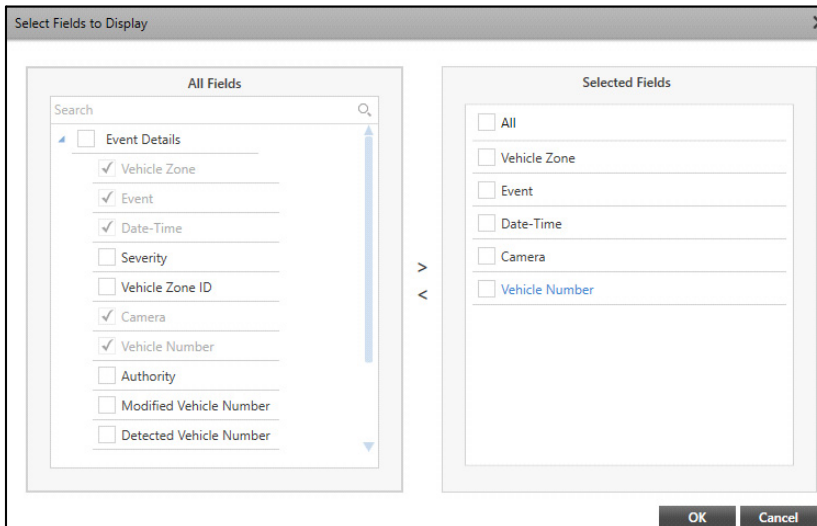 Select Fields to Display
All Fields
Search
Event Details
Vehicle Zone
Event
Date-Time
Severity
Vehicle Zone ID
Camera
Vehicle Number
Authority
Modified Vehicle Number
Detected Vehicle Number
>
<
Selected Fields
All
Vehicle Zone
Event
Date-Time
Camera
Vehicle Number
OK
Cancel